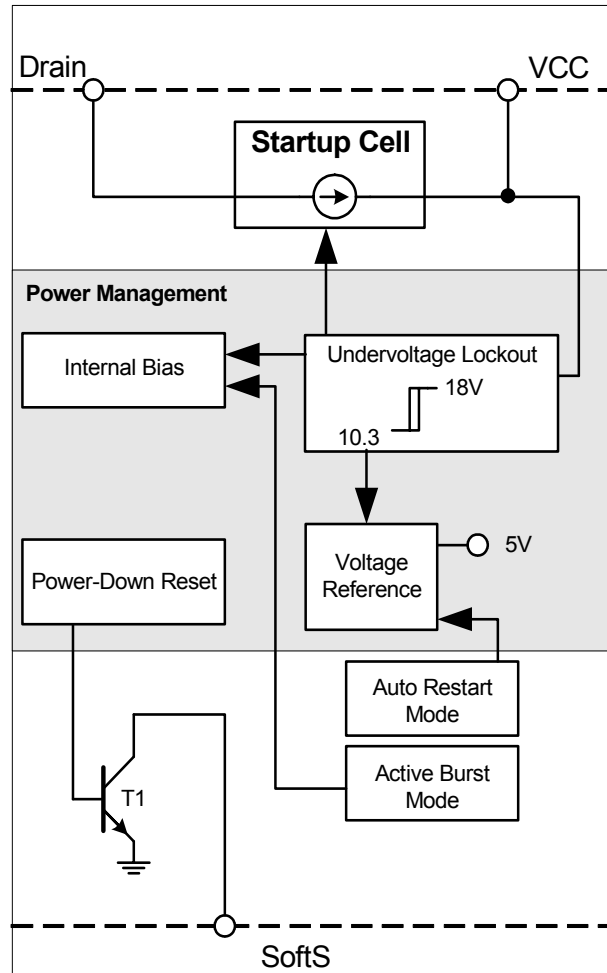 Drain
VCC
Startup Cell
Power Management
Internal Bias
Undervoltage Lockout
18V
10.3
Power-Down Reset
Voltage
Reference
5V
Auto Restart
Mode
Active Burst
Mode
T1
SoftS